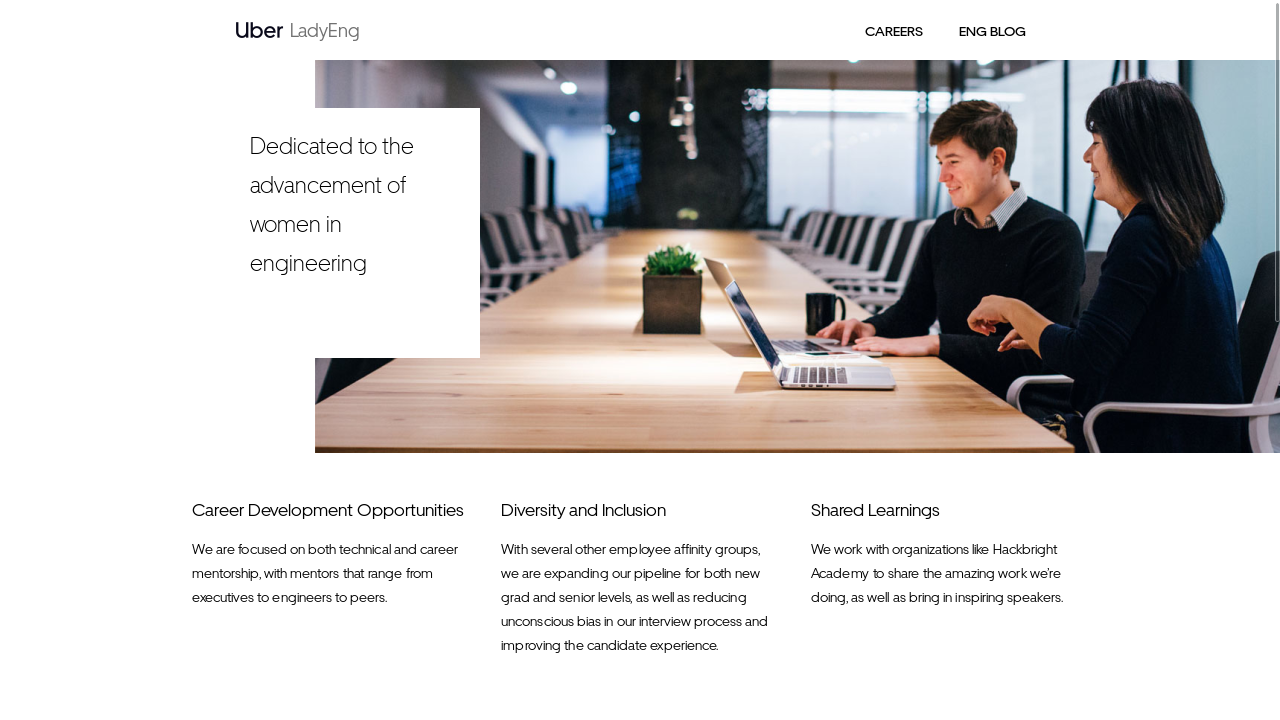 Uber LadyEng
CAREERS
ENG BLOG
Dedicated to the
advancement of
women in
engineering
Career Development Opportunities
We are focused on both technical and career
mentorship, with mentors that range from
executives to engineers to peers.
Diversity and Inclusion
With several other employee affinity groups,
we are expanding our pipeline for both new
grad and senior levels, as well as reducing
unconscious bias in our interview process and
improving the candidate experience.
Shared Learnings
We work with organizations like Hackbright
Academy to share the amazing work we're
doing, as well as bring in inspiring speakers.